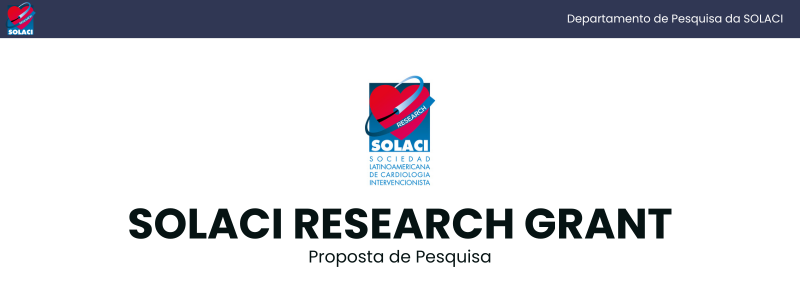 SOLACI
Departamento de Pesquisa da SOLACI
RESEARCH
SOLACI
SOCIEDAD
LATINOAMERICANA
DE CARDIOLOGIA
INTERVENCIONISTA
SOLACI RESEARCH GRANT
Proposta de Pesquisa